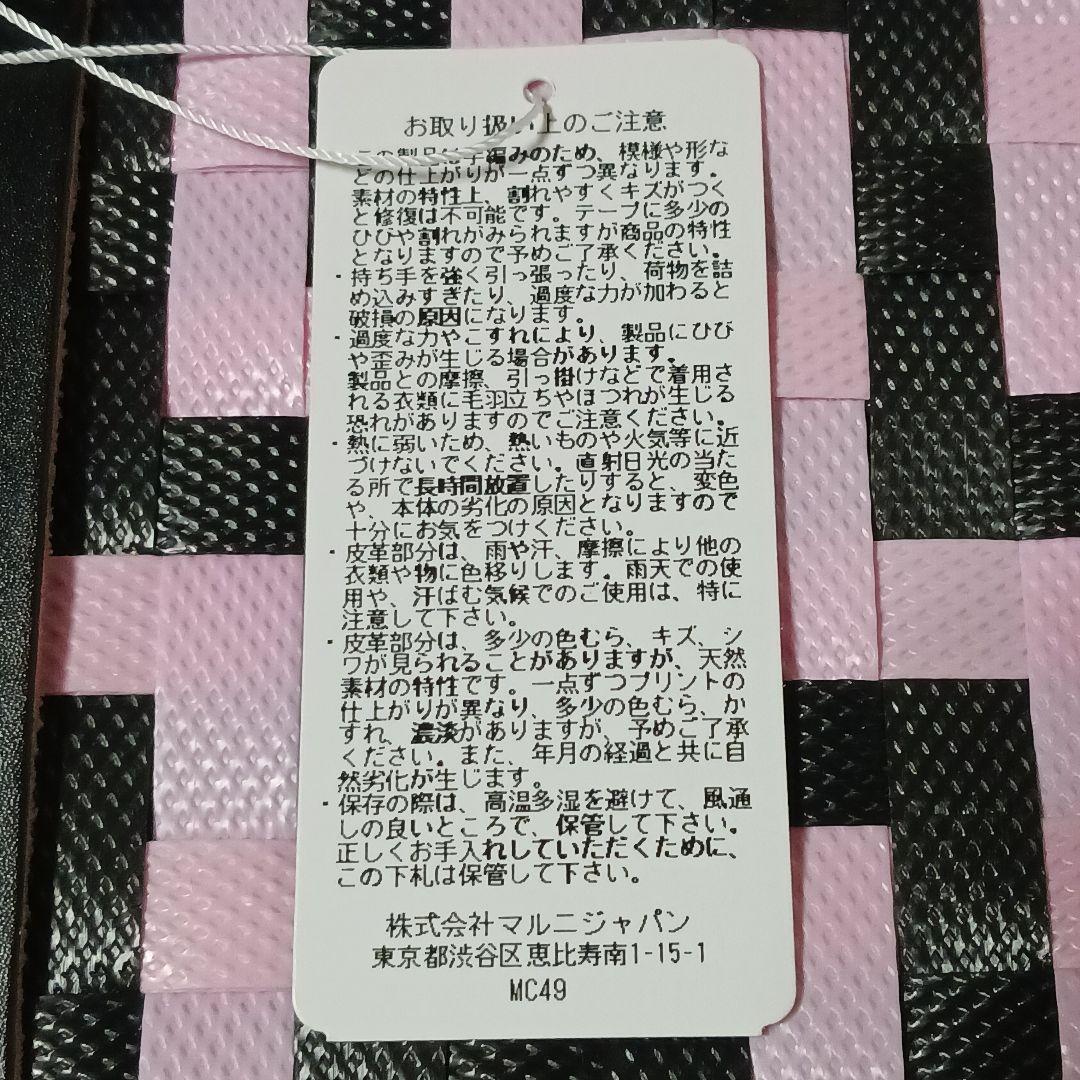 お取り扱い上のご注意
この製品は手編みのため、模様や形な
どの仕上がりが一点ずつ異なります。
素材の特性上、割れやすくキズがつく
と修復は不可能です。テープに多少の
ひびや割れがみられますが商品の特性
となりますので予めご了承ください。
・持ち手を強く引っ張ったり、荷物を詰
め込みすぎたり、過度な力が加わると
破損の原因になります。
・過度な力やこすれにより、製品にひび
や歪みが生じる場合があります。
製品との摩擦、引っ掛けなどで着用さ
れる衣類に毛羽立ちやほつれが生じる
恐れがありますのでご注意ください。
・熱に弱いため、熱いものや火気等に近
づけないでください。直射日光の当た
る所で長時間放置したりすると、変色
や、本体の劣化の原因となりますので
十分にお気をつけください。
・皮革部分は、雨や汗、摩擦により他の
衣類や物に色移りします。雨天での使
用や、汗ばむ気候でのご使用は、特に
注意して下さい。
・皮革部分は、多少の色むら、キズ、シ
ワが見られることがありますが、天然
素材の特性です。一点ずつプリントの
仕上がりが異なり、多少の色むら、か
すれ、濃淡がありますが、予めご了承
ください。また、年月の経過と共に自
然劣化が生じます。
・保存の際は、高温多湿を避けて、風通
しの良いところで、保管して下さい。
正しくお手入れしていただくために、
この下札は保管して下さい。
株式会社マルニジャパン
東京都渋谷区恵比寿南1-15-1
MC49